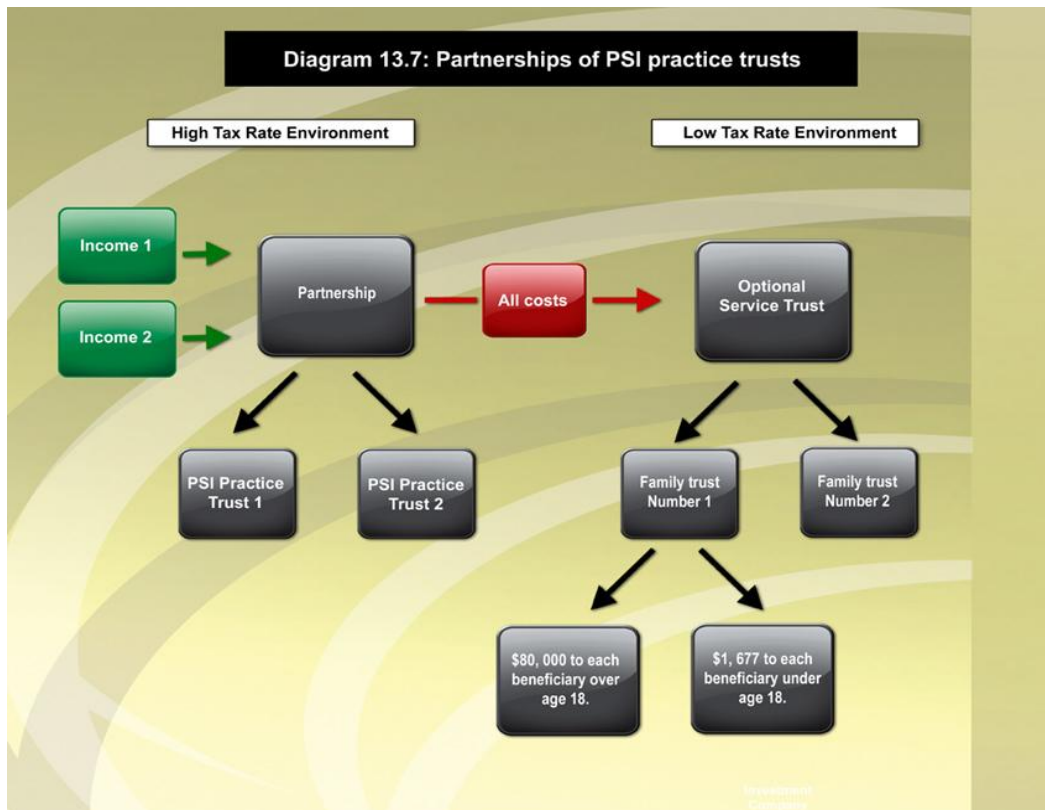 Diagram 13.7: Partnerships of PSI practice trusts
High Tax Rate Environment
Low Tax Rate Environment
Income 1
Income 2
Partnership
All costs
Optional
Service Trust
PSI Practice
Trust 1
PSI Practice
Trust 2
Family trust
Number 1
Family trust
Number 2
$80, 000 to each
beneficiary over
age 18.
$1, 677 to each
beneficiary under
age 18.
Investment
Company